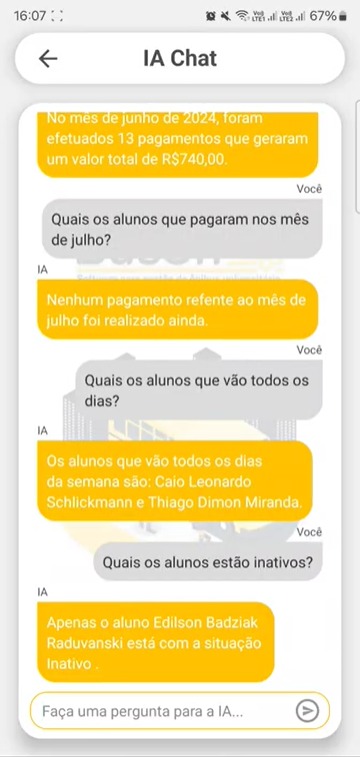 16:07
Vo) LTE1 Vo) LTE2 67%
IA Chat
No mês de junho de 2024, foram
efetuados 13 pagamentos que geraram
um valor total de R$740,00.
Você
Quais os alunos que pagaram nos mês
de julho?
IA
Nenhum pagamento refente ao mês de
julho foi realizado ainda.
Você
Quais os alunos que vão todos os
dias?
IA
Os alunos que vão todos os dias
da semana são: Caio Leonardo
Schlickmann e Thiago Dimon Miranda.
Você
Quais os alunos estão inativos?
IA
Apenas o aluno Edilson Badziak
Raduvanski está com a situação
Inativo .
Faça uma pergunta para a IA...